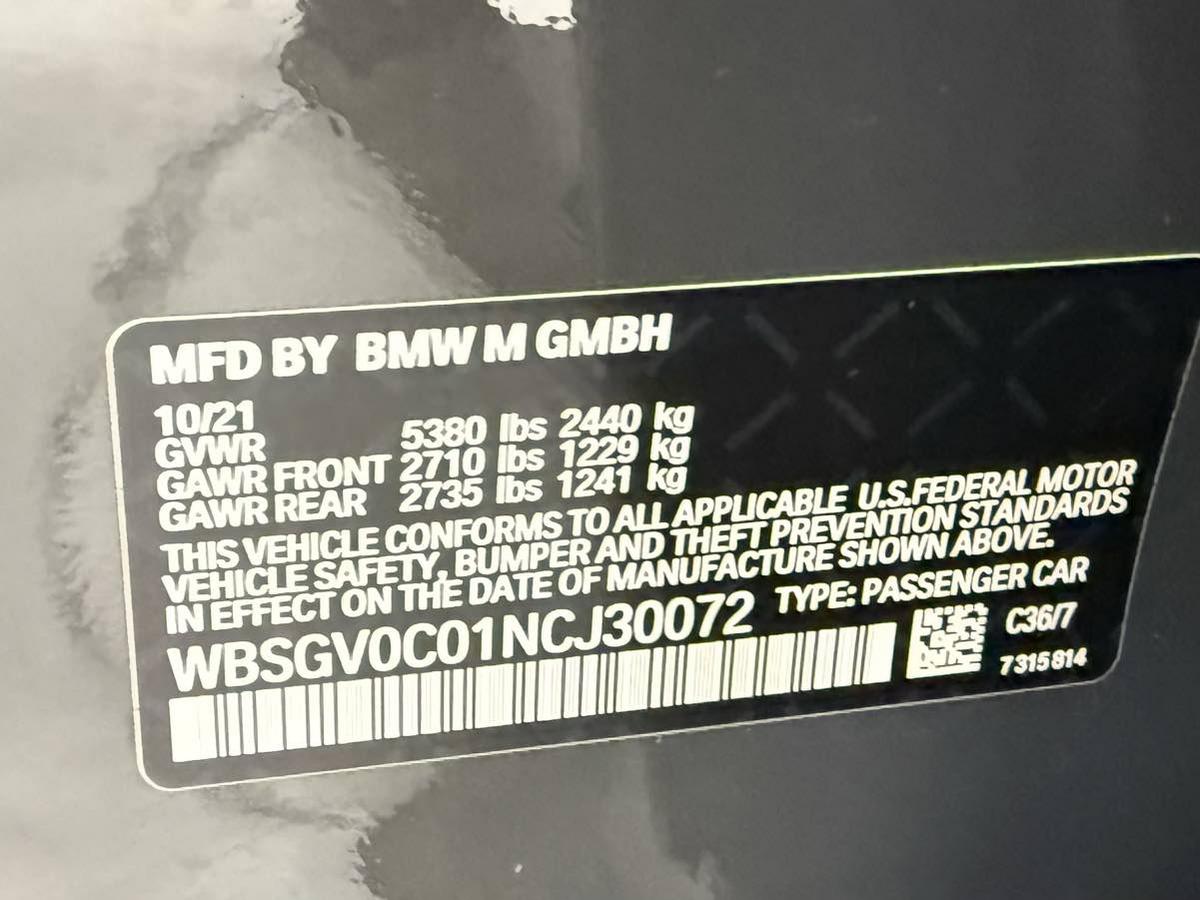 MFD BY BMW M GMBH
10/21
GVWR 5380 lbs 2440 kg
GAWR FRONT 2710 lbs 1229 kg
GAWR REAR 2735 lbs 1241 kg
THIS VEHICLE CONFORMS TO ALL APPLICABLE U.S.FEDERAL MOTOR
VEHICLE SAFETY, BUMPER AND THEFT PREVENTION STANDARDS
IN EFFECT ON THE DATE OF MANUFACTURE SHOWN ABOVE.
WBSGV0C01NCJ30072 TYPE: PASSENGER CAR
C36/7
7315814